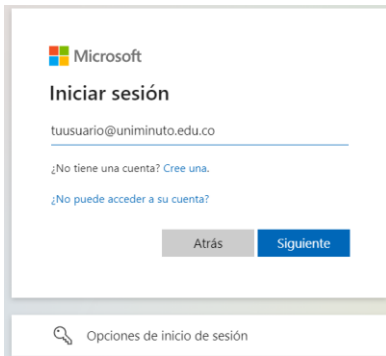 Microsoft
Iniciar sesión
tuusuario@uniminuto.edu.co
¿No tiene una cuenta? Cree una.
¿No puede acceder a su cuenta?
Atrás Siguiente
Opciones de inicio de sesión